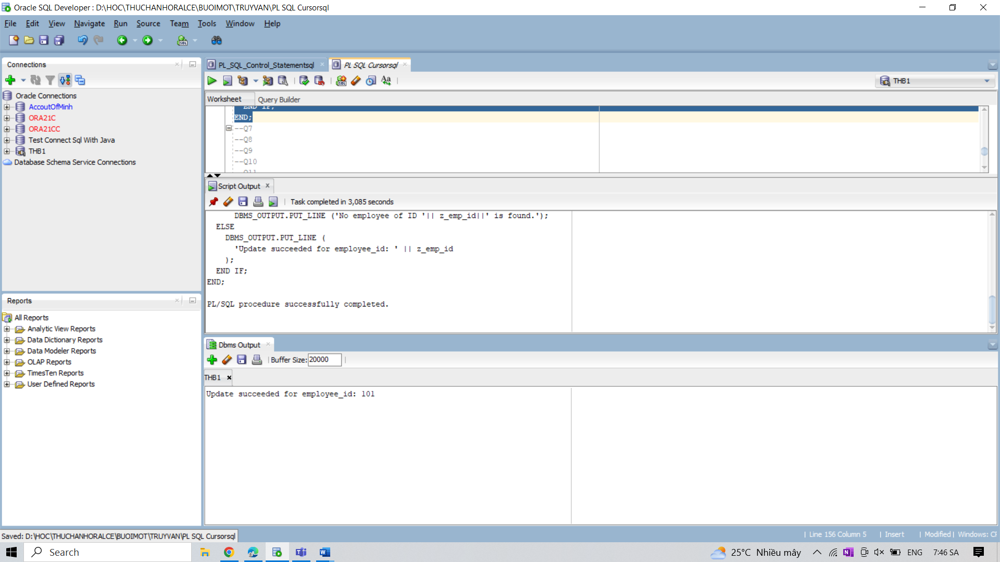 Oracle SQL Developer : D:\HOC\THUCHANHORALCE\BUOIMOT\TRUYVAN\PL SQL Cursorsql
File Edit View Navigate Run Source Team Tools Window Help
Connections
Oracle Connections
AccoutOfMinh
ORA21C
ORA21CC
Test Connect Sql With Java
THB1
Database Schema Service Connections
Reports
All Reports
Analytic View Reports
Data Dictionary Reports
Data Modeler Reports
OLAP Reports
TimesTen Reports
User Defined Reports
PL_SQL_Control_Statementsql
PL SQL Cursorsql
THB1
Worksheet
Query Builder
END IF;
END;
--Q7
--Q8
--Q9
--Q10
--Q11
Script Output
Task completed in 3,085 seconds
DBMS_OUTPUT.PUT_LINE ('No employee of ID '|| z_emp_id||' is found.');
ELSE
DBMS_OUTPUT.PUT_LINE (
'Update succeeded for employee_id: ' || z_emp_id
);
END IF;
END;
PL/SQL procedure successfully completed.
Dbms Output
Buffer Size: 20000
THB1
Update succeeded for employee_id: 101
Saved: D:\HOC\THUCHANHORALCE\BUOIMOT\TRUYVAN\PL SQL Cursorsql
| Line 156 Column 5 | Insert | Modified | Windows: CF
Search
25°C Nhiều mây
ENG
7:46 SA